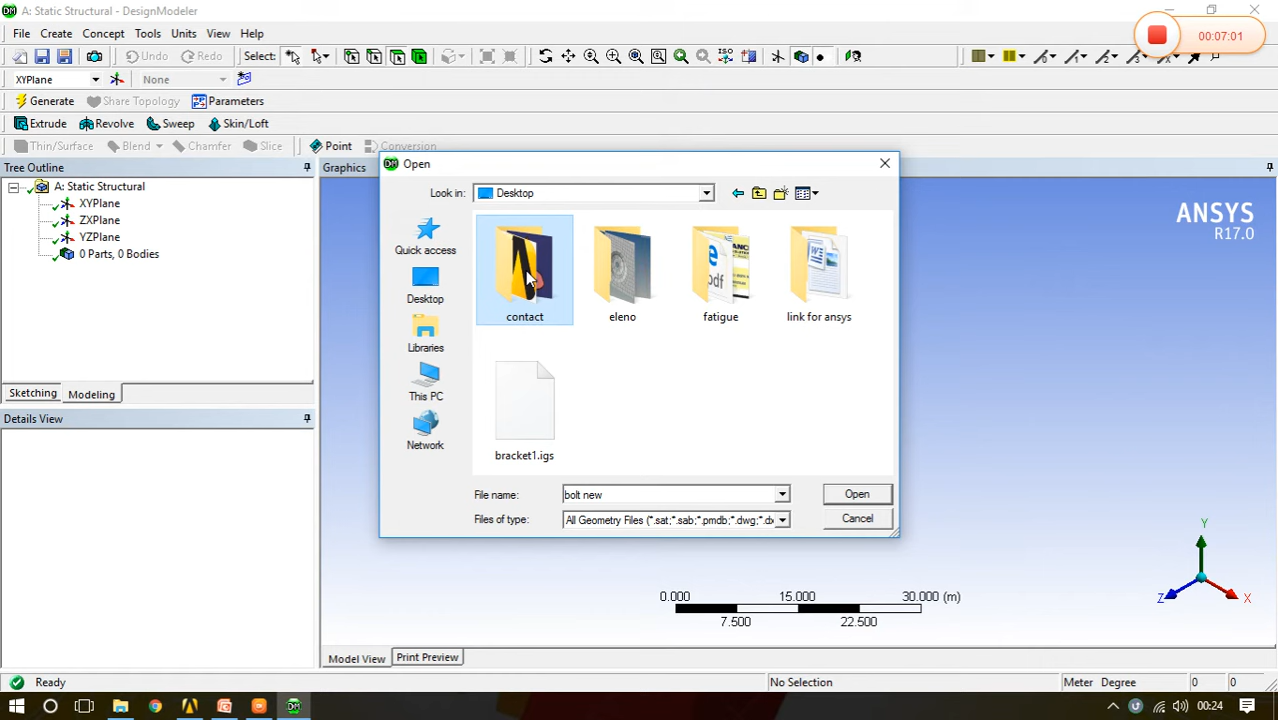 A: Static Structural - DesignModeler
00:07:01
File Create Concept Tools Units View Help
Undo Redo Select:
XYPlane None
Generate Share Topology Parameters
Extrude Revolve Sweep Skin/Loft
Thin/Surface Blend Chamfer Slice Point Conversion
Tree Outline
A: Static Structural
XYPlane
ZXPlane
YZPlane
0 Parts, 0 Bodies
Sketching Modeling
Details View
Graphics
ANSYS
R17.0
Open
Look in: Desktop
Quick access
Desktop
Libraries
This PC
Network
contact eleno fatigue link for ansys
bracket1.igs
File name: bolt new Open
Files of type: All Geometry Files (*.sat;*.sab;*.pmdb;*.dwg;*.dx Cancel
0.000 15.000 30.000 (m)
7.500 22.500
Y
Z X
Model View Print Preview
Ready No Selection Meter Degree 0 0
00:24